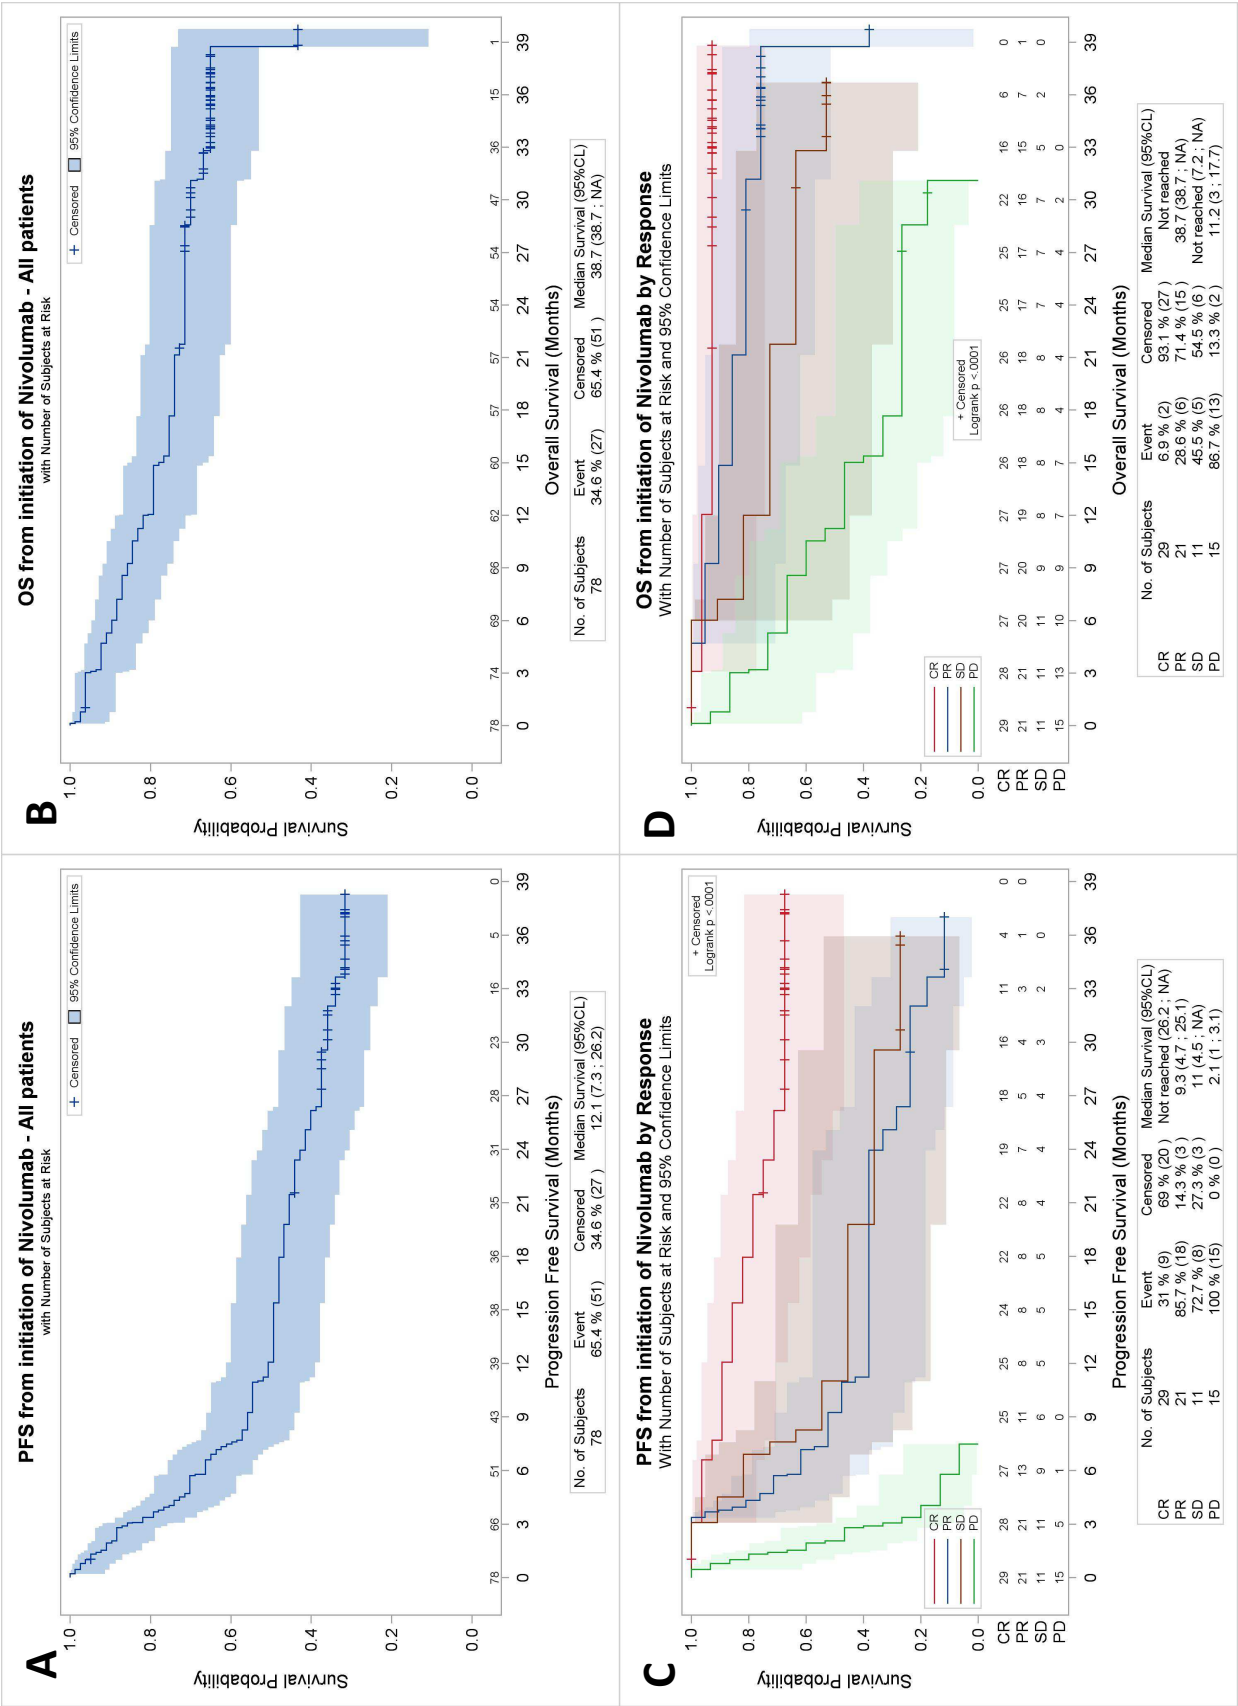 A
PFS from initiation of Nivolumab - All patients
with Number of Subjects at Risk
+ Censored 95% Confidence Limits
Survival Probability
1.0
0.8
0.6
0.4
0.2
0.0
78 66 51 43 39 38 36 35 31 28 23 16 5 0
0 3 6 9 12 15 18 21 24 27 30 33 36 39
Progression Free Survival (Months)
No. of Subjects Event Censored Median Survival (95%CL)
78 65.4 % (51) 34.6 % (27 ) 12.1 (7.3 ; 26.2)
B
OS from initiation of Nivolumab - All patients
with Number of Subjects at Risk
+ Censored 95% Confidence Limits
Survival Probability
1.0
0.8
0.6
0.4
0.2
0.0
78 74 69 66 62 60 57 57 54 54 47 36 15 1
0 3 6 9 12 15 18 21 24 27 30 33 36 39
Overall Survival (Months)
No. of Subjects Event Censored Median Survival (95%CL)
78 34.6 % (27) 65.4 % (51 ) 38.7 (38.7 ; NA)
C
PFS from initiation of Nivolumab by Response
With Number of Subjects at Risk and 95% Confidence Limits
+ Censored
Logrank p <.0001
Survival Probability
1.0
0.8
0.6
0.4
0.2
0.0
CR
PR
SD
PD
CR 29 28 27 25 25 24 22 22 19 18 16 11 4 0
PR 21 21 13 11 8 8 8 8 7 5 4 3 1 0
SD 11 11 9 6 5 5 5 4 4 4 3 2 0
PD 15 5 1 0
0 3 6 9 12 15 18 21 24 27 30 33 36 39
Progression Free Survival (Months)
No. of Subjects Event Censored Median Survival (95%CL)
CR 29 31 % (9) 69 % (20 ) Not reached (26.2 ; NA)
PR 21 85.7 % (18) 14.3 % (3 ) 9.3 (4.7 ; 25.1)
SD 11 72.7 % (8) 27.3 % (3 ) 11 (4.5 ; NA)
PD 15 100 % (15) 0 % (0 ) 2.1 (1 ; 3.1)
D
OS from initiation of Nivolumab by Response
With Number of Subjects at Risk and 95% Confidence Limits
Survival Probability
1.0
0.8
0.6
0.4
0.2
0.0
CR
PR
SD
PD
+ Censored
Logrank p <.0001
CR 29 28 27 27 27 26 26 26 25 25 22 16 6 0
PR 21 21 20 20 19 18 18 18 17 17 16 15 7 1
SD 11 11 11 9 8 8 8 8 7 7 7 5 2 0
PD 15 13 10 9 7 7 4 4 4 4 2 0
0 3 6 9 12 15 18 21 24 27 30 33 36 39
Overall Survival (Months)
No. of Subjects Event Censored Median Survival (95%CL)
CR 29 6.9 % (2) 93.1 % (27 ) Not reached
PR 21 28.6 % (6) 71.4 % (15 ) 38.7 (38.7 ; NA)
SD 11 45.5 % (5) 54.5 % (6 ) Not reached (7.2 ; NA)
PD 15 86.7 % (13) 13.3 % (2 ) 11.2 (3 ; 17.7)